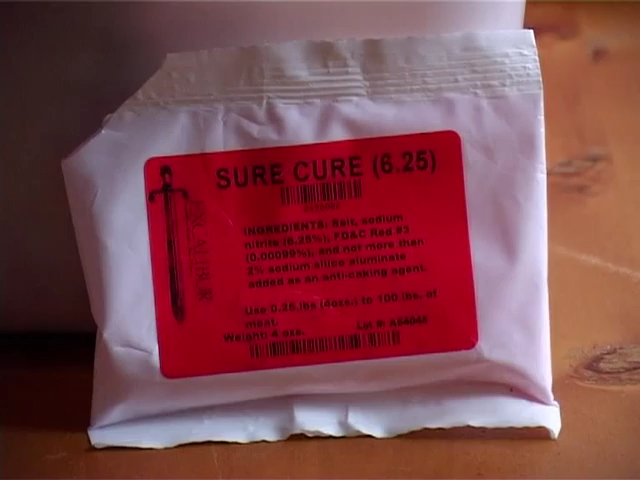 SURE CURE (6.25)
EXCALIBUR
INGREDIENTS: Salt, sodium
nitrite (6.25%), FD&C Red #3
(0.00099%), and not more than
2% sodium silico aluminate
added as an anti-caking agent.
Use 0.25 lbs (4ozs.) to 100 lbs. of
meat.
Weight: 4 ozs.
Lot #: